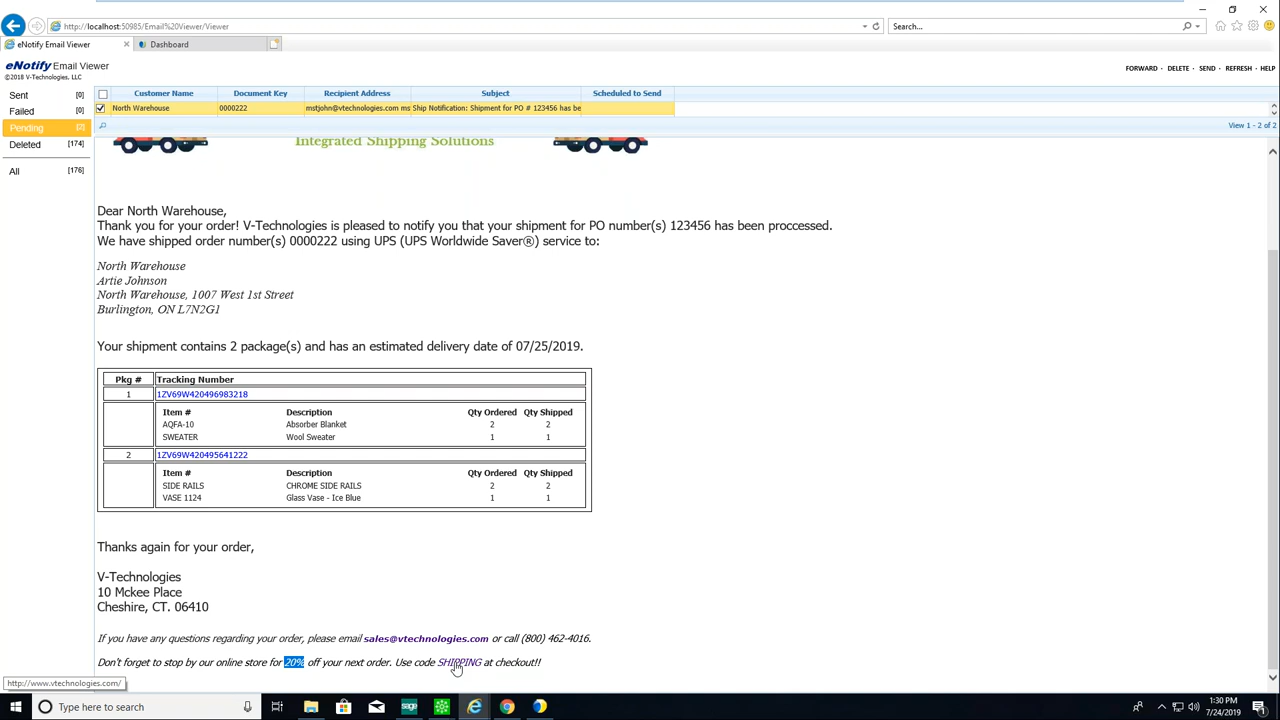 http://localhost:50985/Email%20Viewer/Viewer
Search...
eNotify Email Viewer
Dashboard
eNotify Email Viewer
©2018 V-Technologies, LLC
FORWARD · DELETE · SEND · REFRESH · HELP
Sent [0]
Failed [0]
Pending [2]
Deleted [174]
All [176]
Customer Name Document Key Recipient Address Subject Scheduled to Send
North Warehouse 0000222 mstjohn@vtechnologies.com ms Ship Notification: Shipment for PO # 123456 has be
View 1 - 2 of 2
Integrated Shipping Solutions
Dear North Warehouse,
Thank you for your order! V-Technologies is pleased to notify you that your shipment for PO number(s) 123456 has been proccessed.
We have shipped order number(s) 0000222 using UPS (UPS Worldwide Saver®) service to:
North Warehouse
Artie Johnson
North Warehouse, 1007 West 1st Street
Burlington, ON L7N2G1
Your shipment contains 2 package(s) and has an estimated delivery date of 07/25/2019.
Pkg # Tracking Number
1 1ZV69W420496983218
Item # Description Qty Ordered Qty Shipped
AQFA-10 Absorber Blanket 2 2
SWEATER Wool Sweater 1 1
2 1ZV69W420495641222
Item # Description Qty Ordered Qty Shipped
SIDE RAILS CHROME SIDE RAILS 2 2
VASE 1124 Glass Vase - Ice Blue 1 1
Thanks again for your order,
V-Technologies
10 Mckee Place
Cheshire, CT. 06410
If you have any questions regarding your order, please email sales@vtechnologies.com or call (800) 462-4016.
Don't forget to stop by our online store for 20% off your next order. Use code SHIPPING at checkout!!
http://www.vtechnologies.com/
Type here to search
sage
1:30 PM
7/24/2019